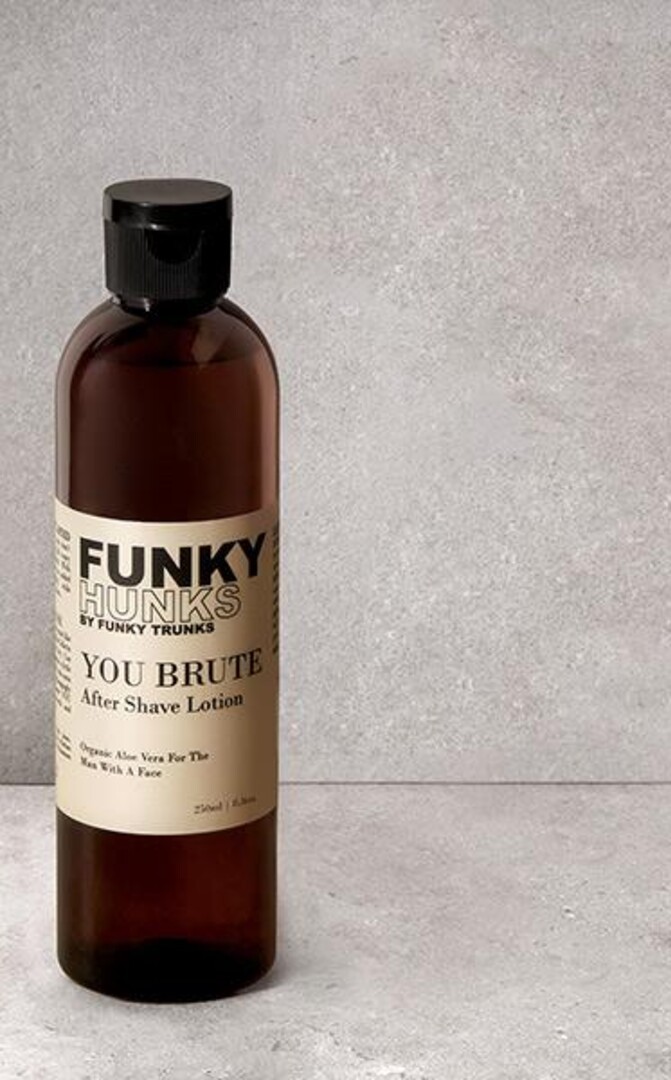 FUNKY
HUNKS
BY FUNKY TRUNKS
YOU BRUTE
After Shave Lotion
Organic Aloe Vera For The
Man With A Face
250ml |